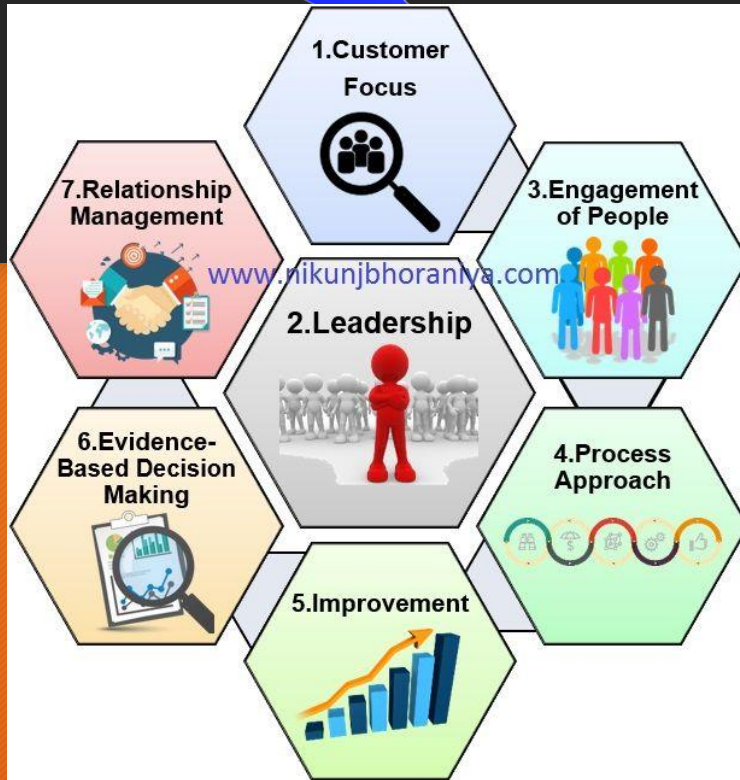 1.Customer
Focus
7.Relationship
Management
3.Engagement
of People
www.nikunjbhoraniya.com
2.Leadership
6.Evidence-
Based Decision
Making
4.Process
Approach
5.Improvement